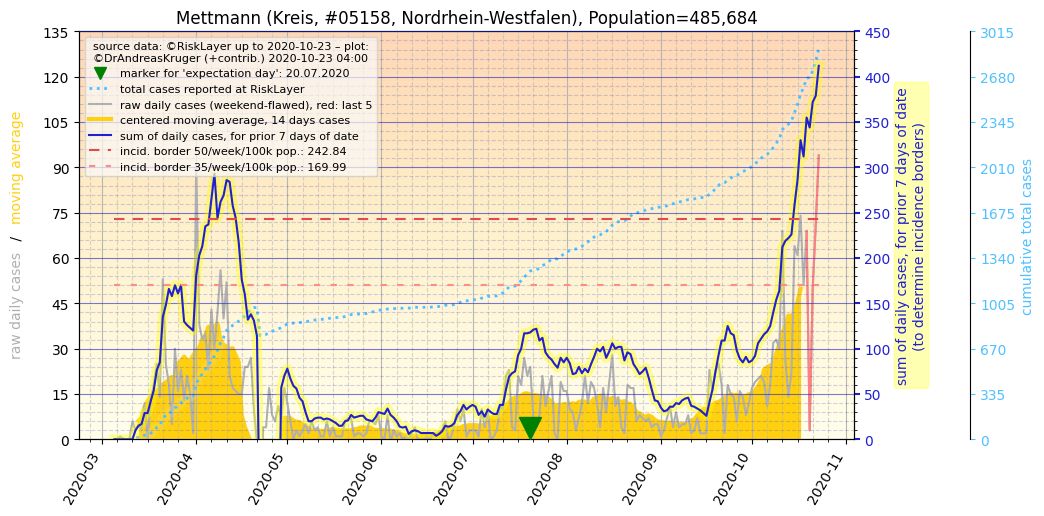 Mettmann (Kreis, #05158, Nordrhein-Westfalen), Population=485,684
source data: ©RiskLayer up to 2020-10-23 – plot:
©DrAndreasKruger (+contrib.) 2020-10-23 04:00
marker for 'expectation day': 20.07.2020
total cases reported at RiskLayer
raw daily cases (weekend-flawed), red: last 5
centered moving average, 14 days cases
sum of daily cases, for prior 7 days of date
incid. border 50/week/100k pop.: 242.84
incid. border 35/week/100k pop.: 169.99
raw daily cases / moving average
135
120
105
90
75
60
45
30
15
0
2020-03
2020-04
2020-05
2020-06
2020-07
2020-08
2020-09
2020-10
2020-11
450
400
350
300
250
200
150
100
50
0
sum of daily cases, for prior 7 days of date
(to determine incidence borders)
3015
2680
2345
2010
1675
1340
1005
670
335
0
cumulative total cases